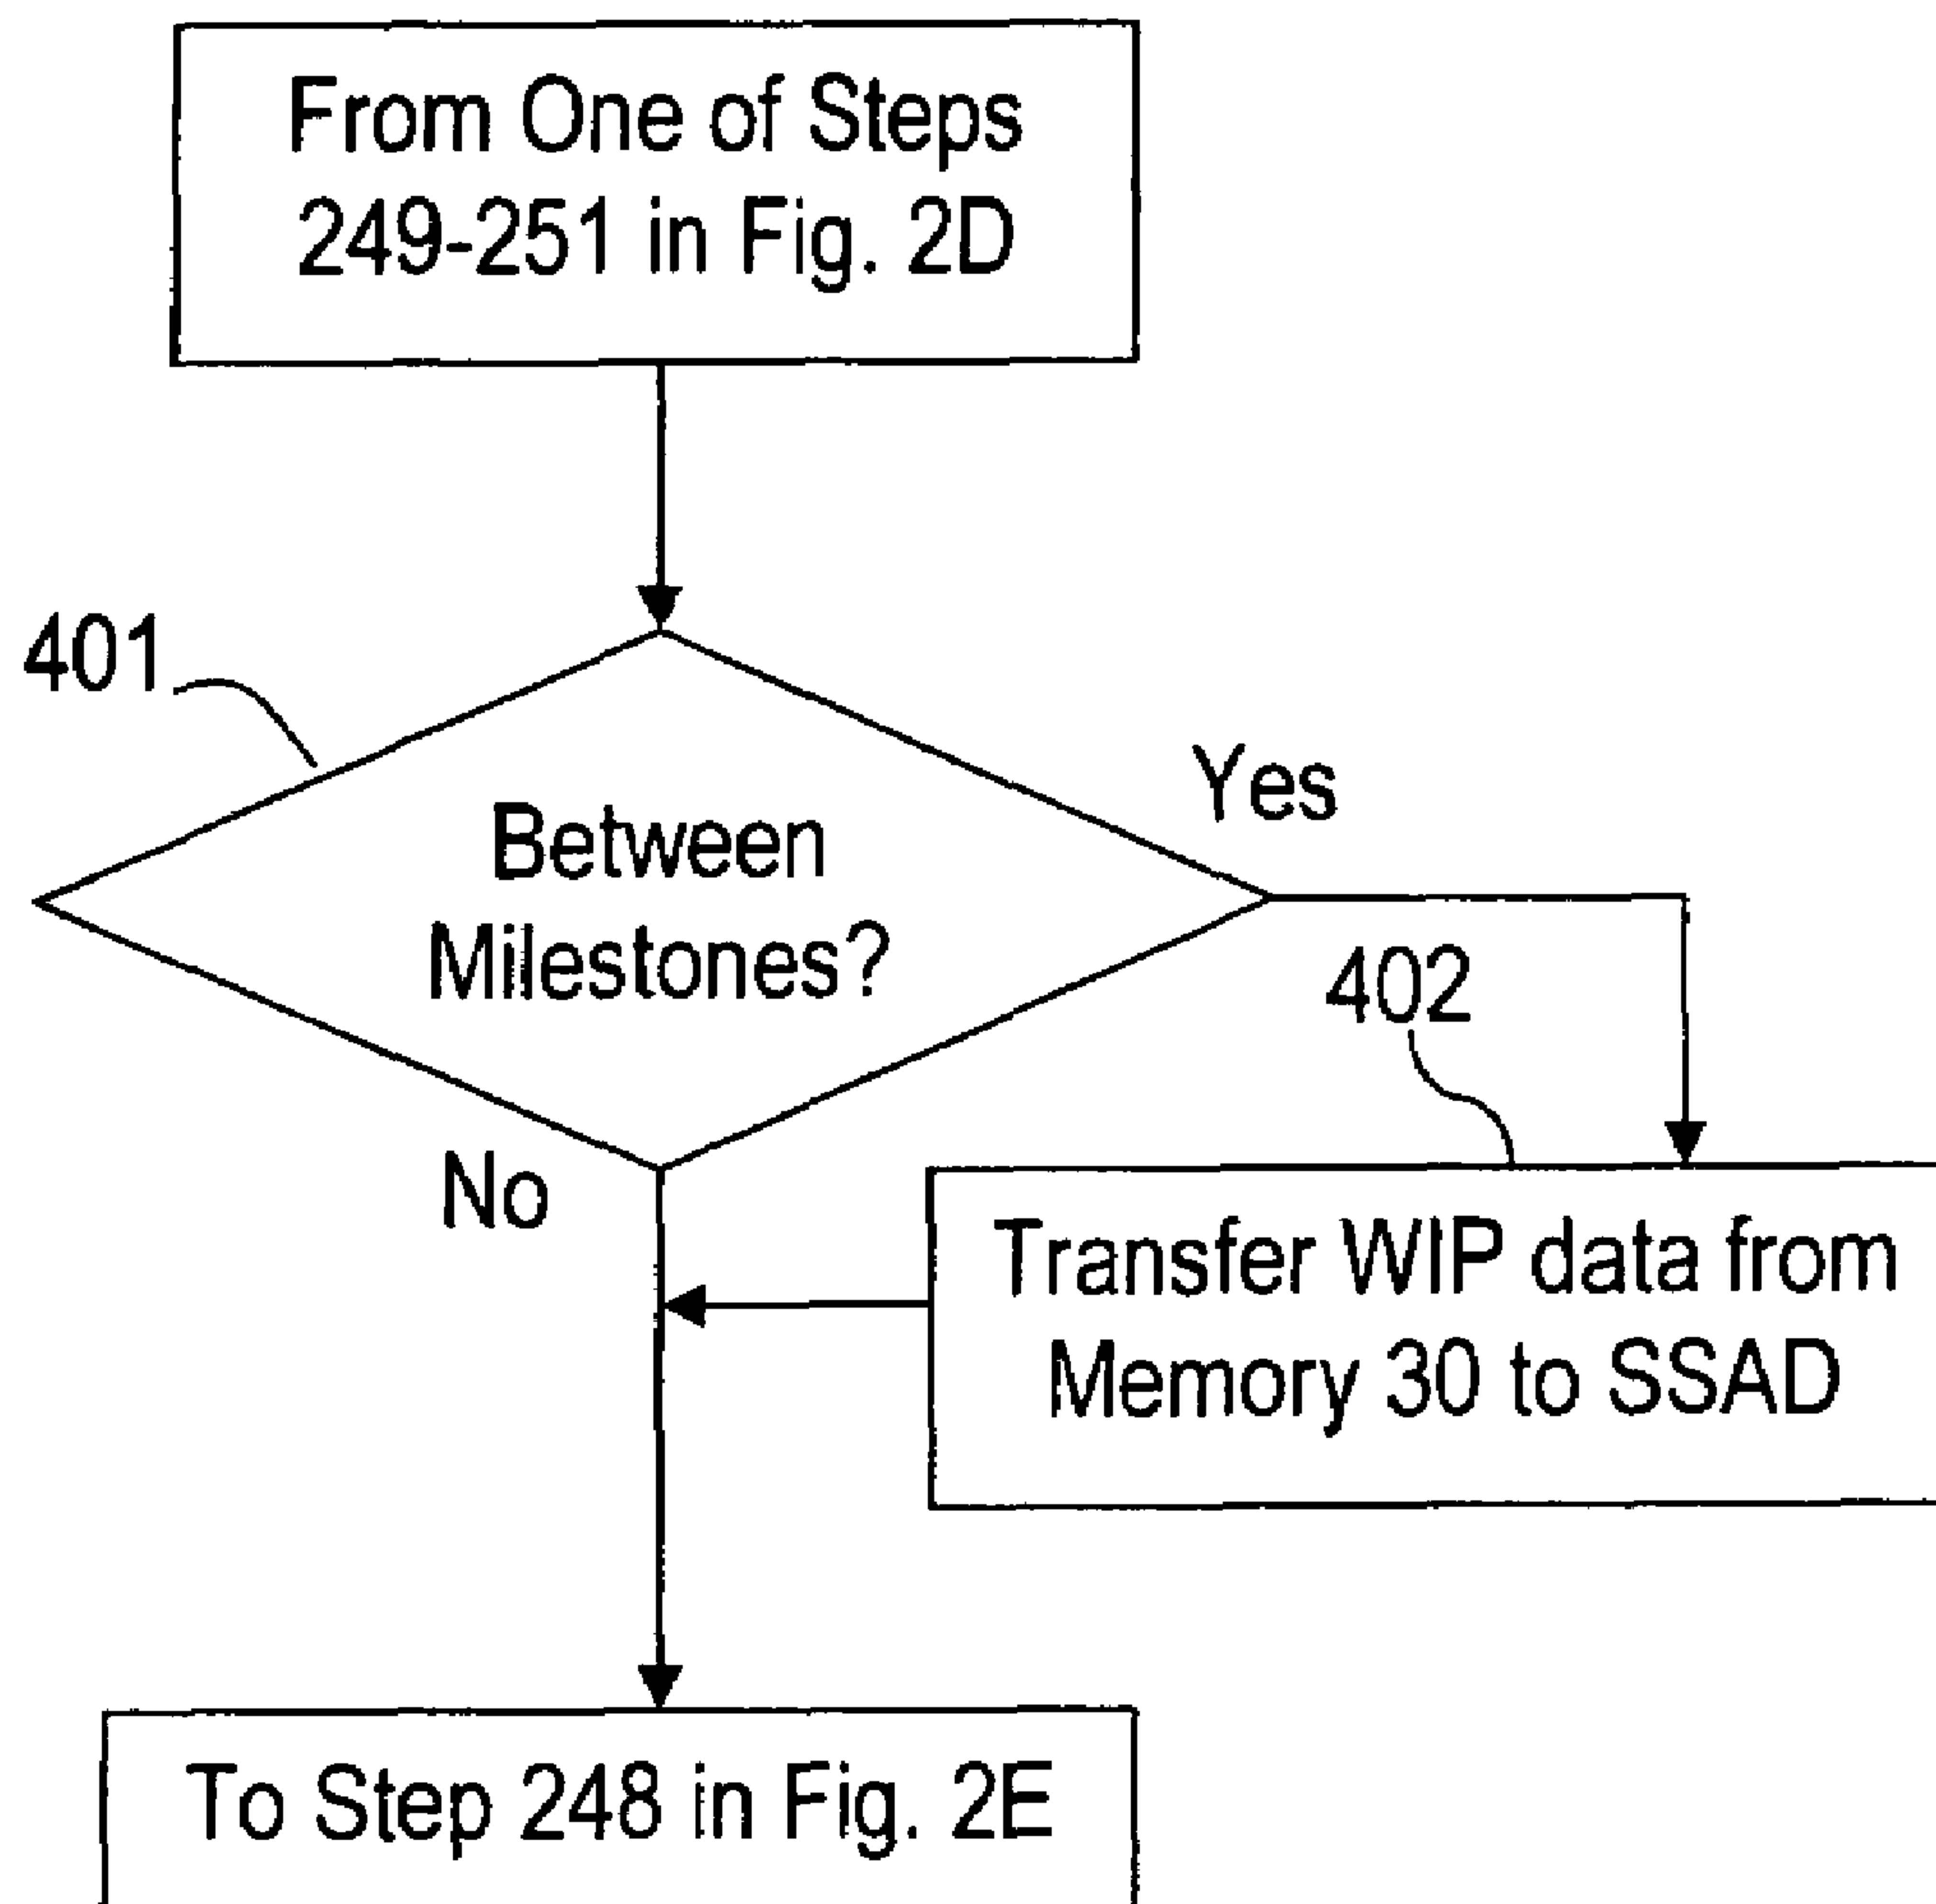 From One of Steps
249-251 in Fig. 2D
401
Between
Milestones?
Yes
402
No
Transfer WIP data from
Memory 30 to SSAD
To Step 248 in Fig. 2E